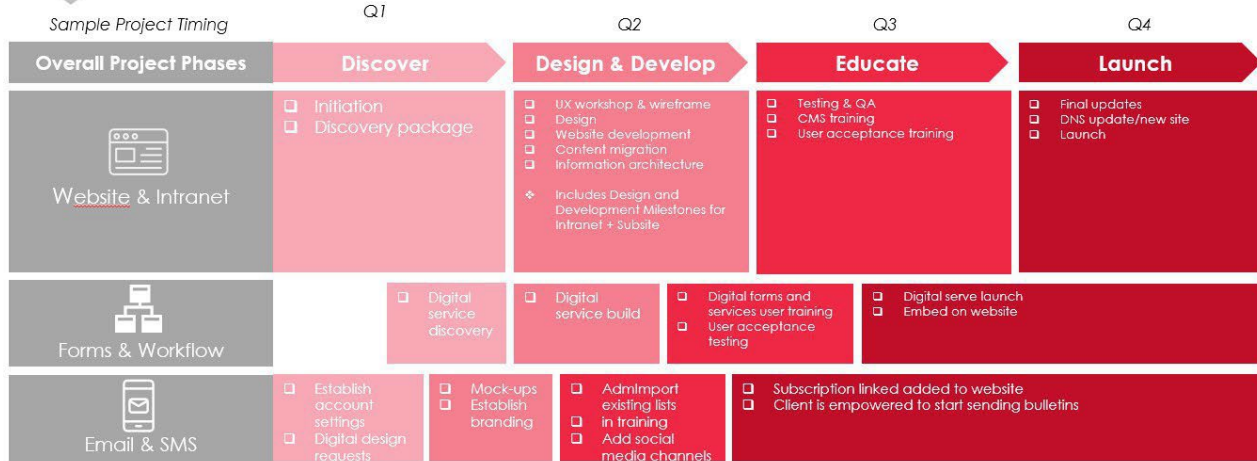 Sample Project Timing
Q1
Q2
Q3
Q4
Overall Project Phases
Discover
Design & Develop
Educate
Launch
Website & Intranet
Initiation
Discovery package
UX workshop & wireframe
Design
Website development
Content migration
Information architecture
Includes Design and
Development Milestones for
Intranet + Subsite
Testing & QA
CMS training
User acceptance training
Final updates
DNS update/new site
Launch
Forms & Workflow
Digital
service
discovery
Digital
service build
Digital forms and
services user training
User acceptance
testing
Digital serve launch
Embed on website
Email & SMS
Establish
account
settings
Digital design
requests
Mock-ups
Establish
branding
AdmImport
existing lists
in training
Add social
media channels
Subscription linked added to website
Client is empowered to start sending bulletins